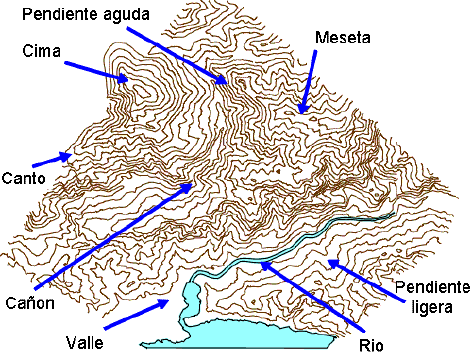 Pendiente aguda
Cima
Meseta
Canto
Cañon
Valle
Rio
Pendiente
ligera